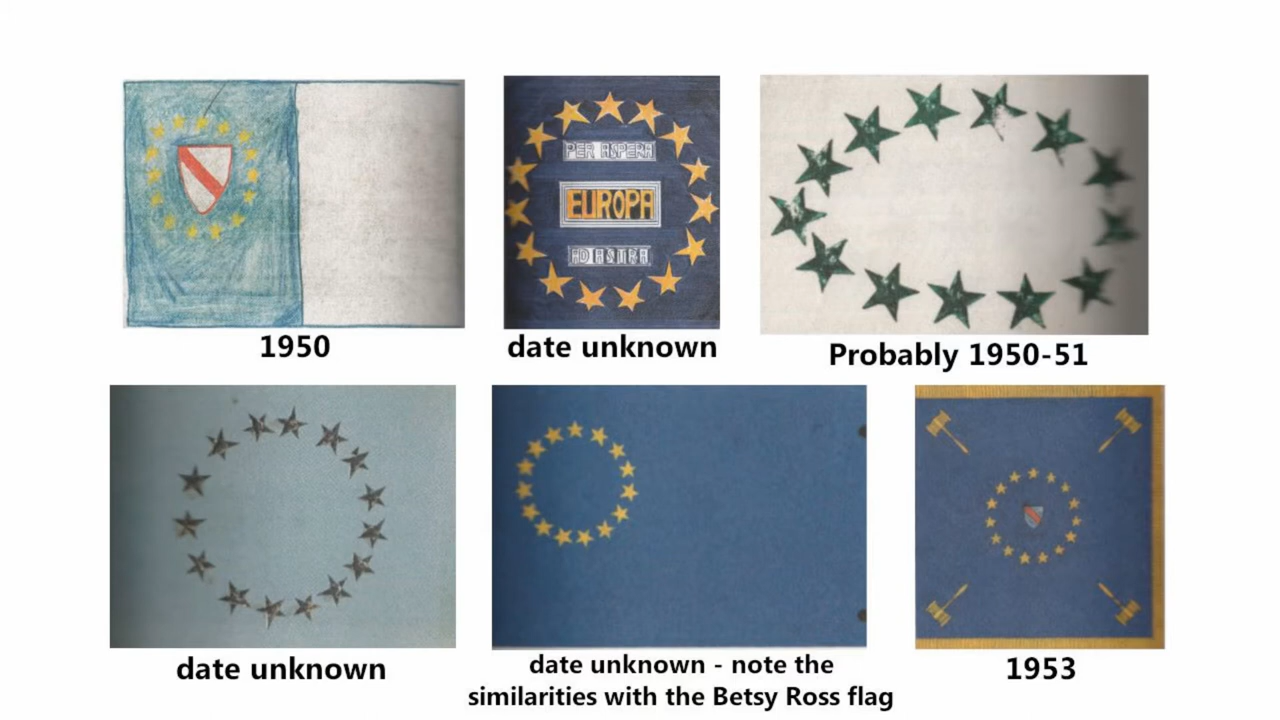 PER ASPERA
EUROPA
AD ASTRA
1950
date unknown
Probably 1950-51
date unknown
date unknown - note the
similarities with the Betsy Ross flag
1953